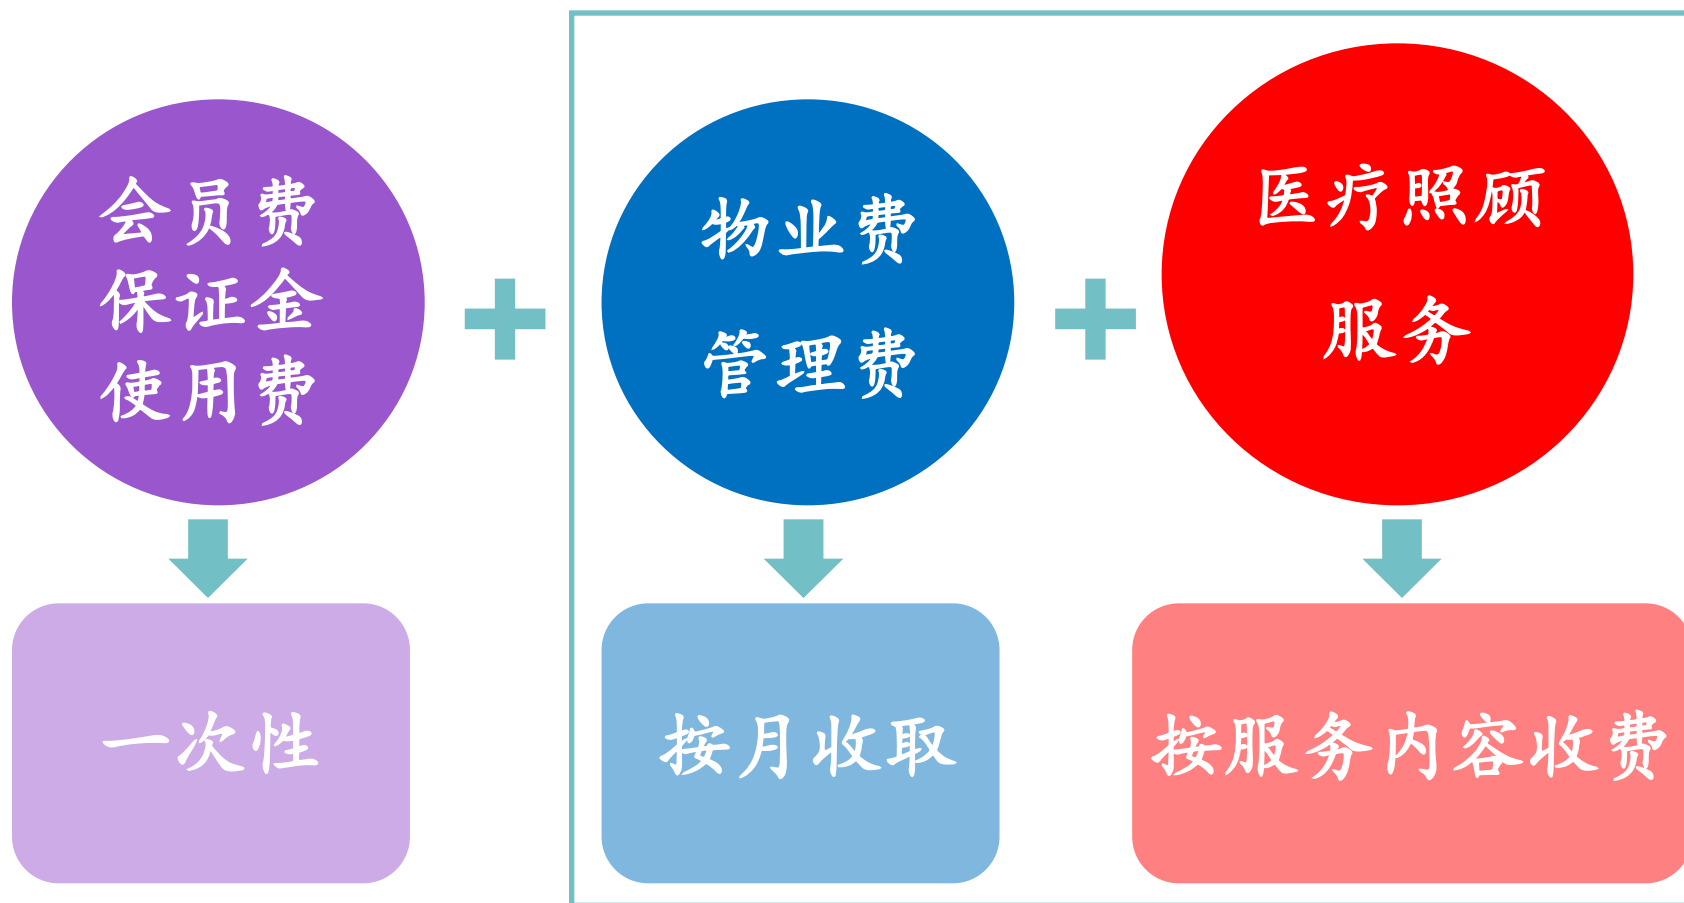 会员费
保证金
使用费
物业费
管理费
医疗照顾
服务
一次性
按月收取
按服务内容收费